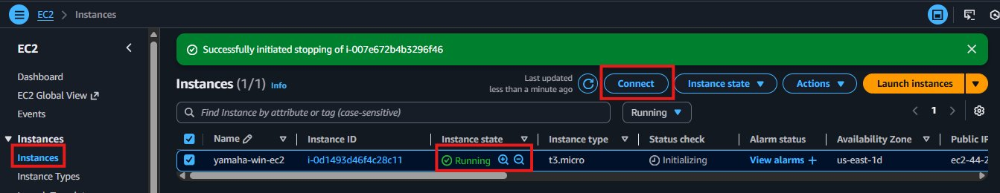 EC2 > Instances
EC2
Dashboard
EC2 Global View
Events
Instances
Instances
Instance Types
Successfully initiated stopping of i-007e672b4b3296f46
Instances (1/1) Info
Last updated
less than a minute ago
Connect
Instance state
Actions
Launch instances
Find Instance by attribute or tag (case-sensitive)
Running
1
Name Instance ID Instance state Instance type Status check Alarm status Availability Zone Public IP
yamaha-win-ec2 i-0d1493d46f4c28c11 Running t3.micro Initializing View alarms + us-east-1d ec2-44-2